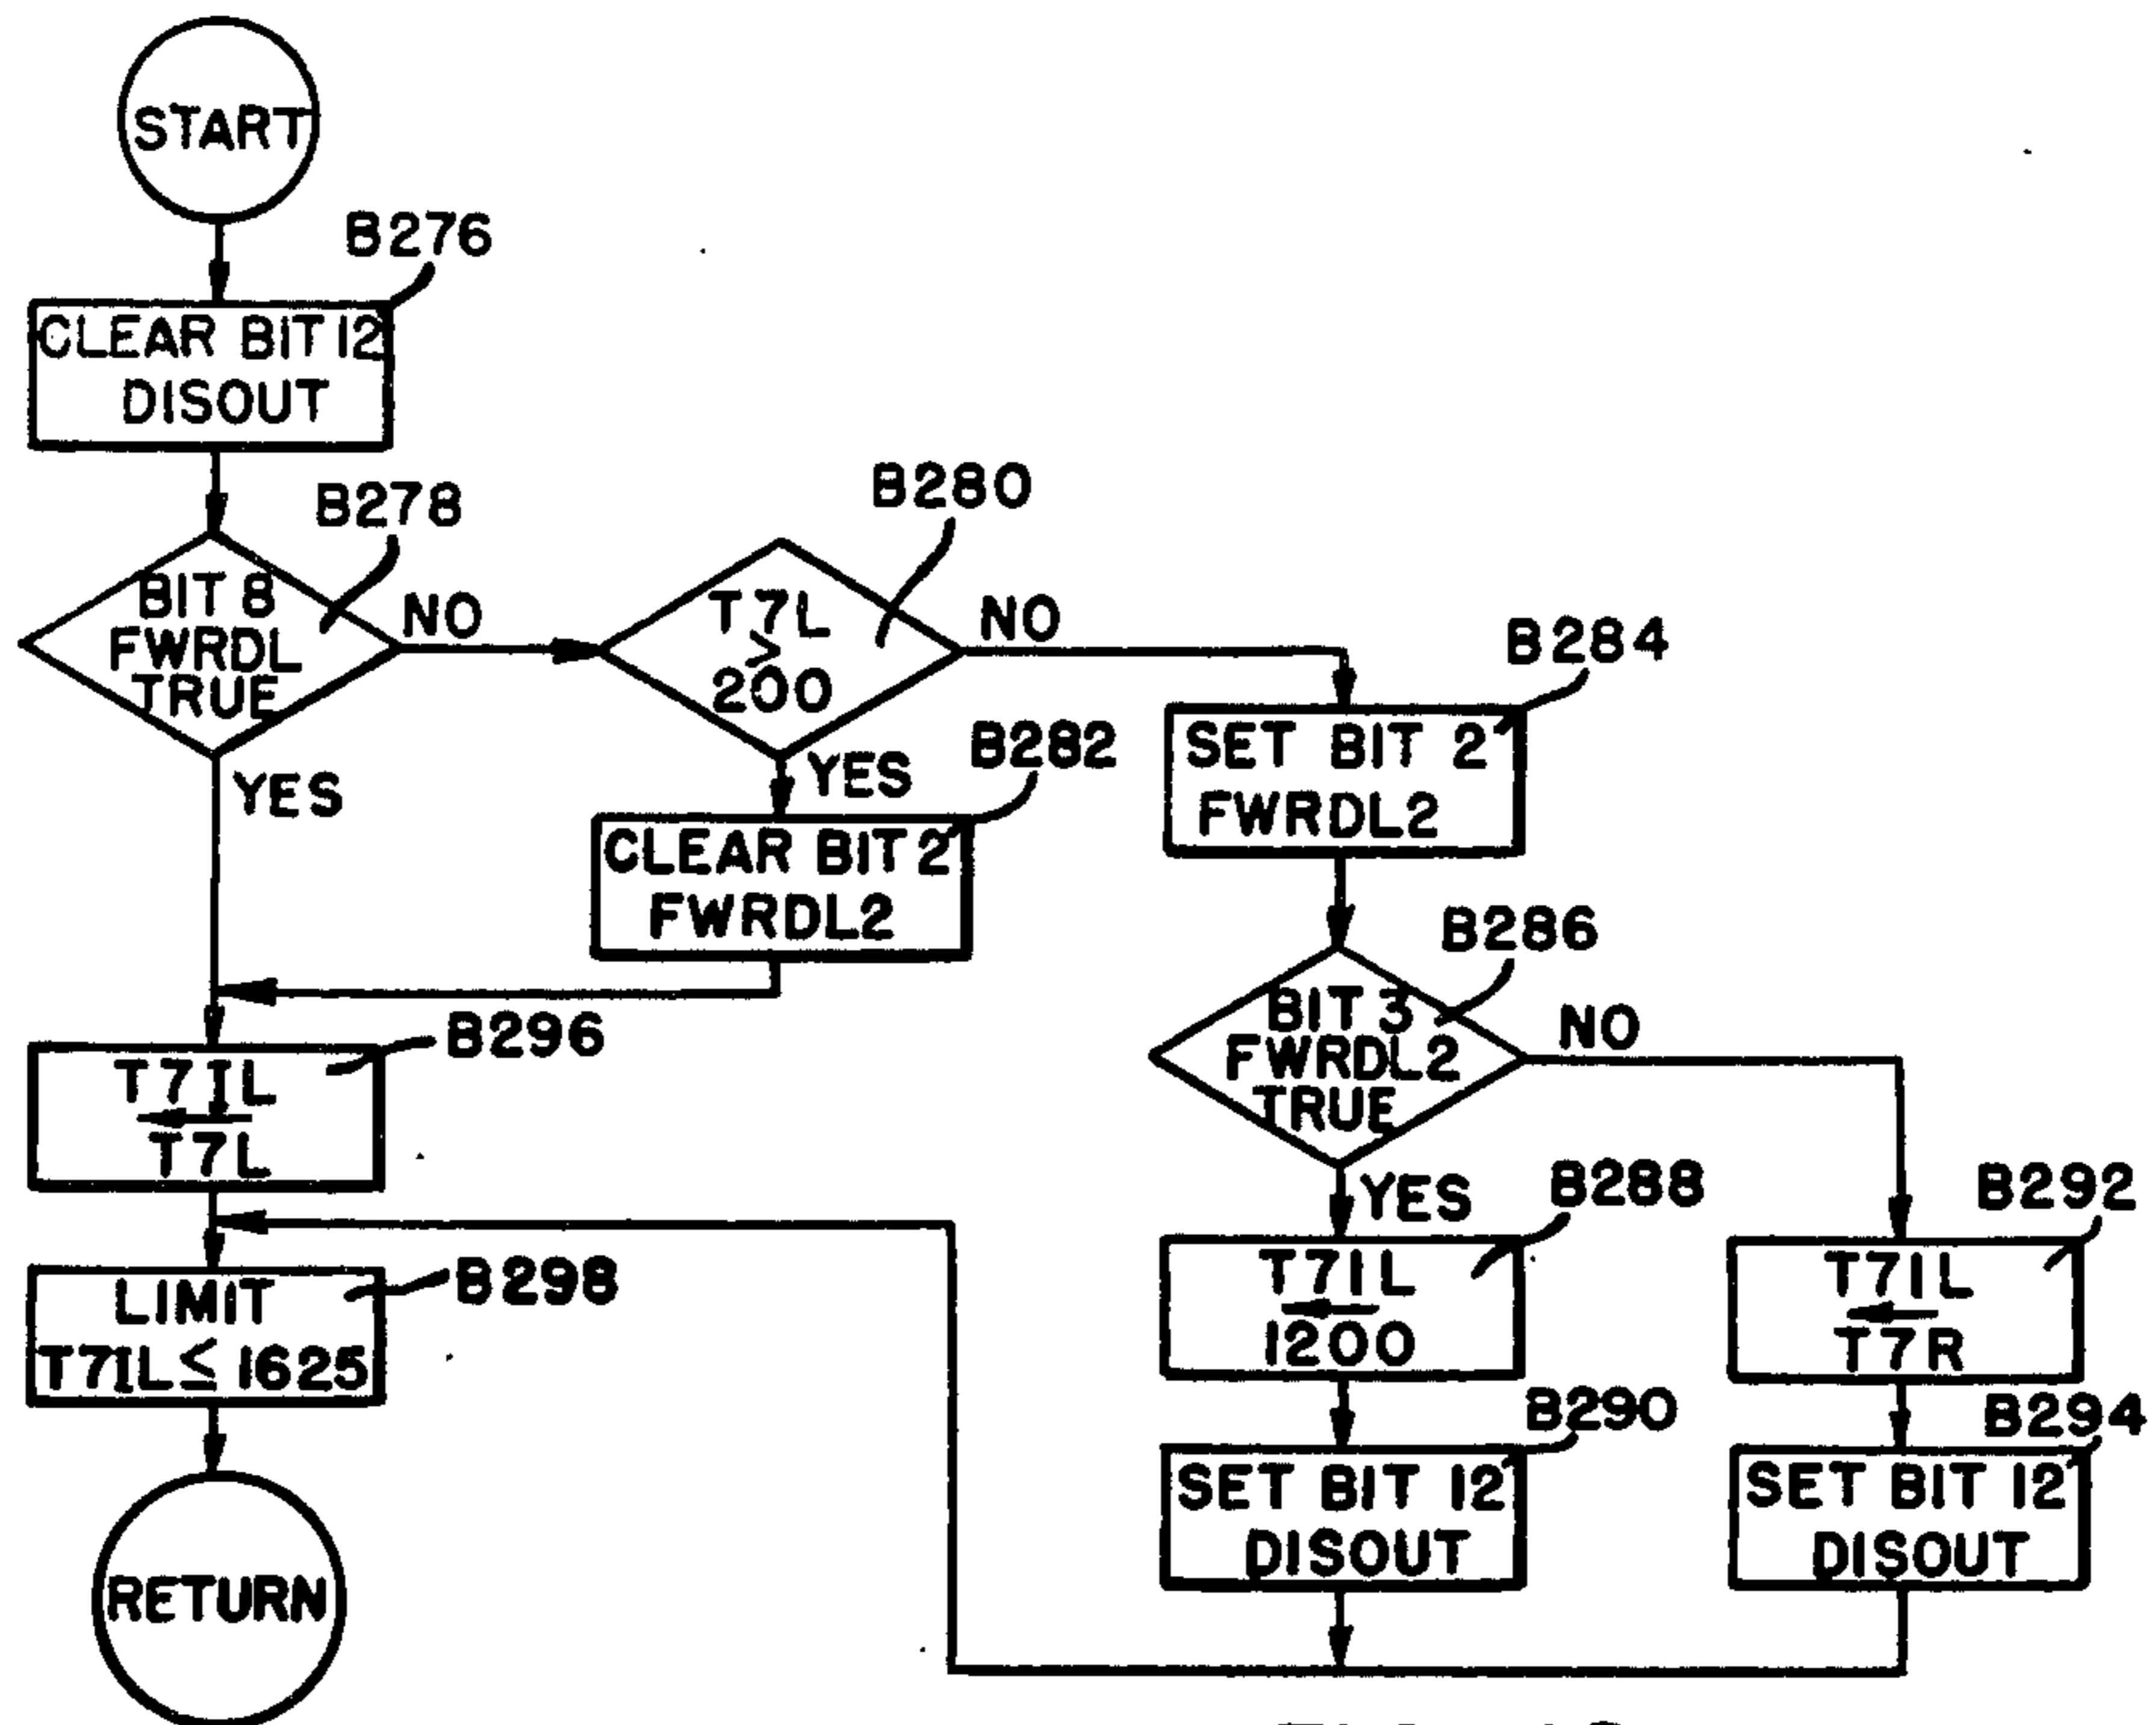 START
B276
CLEAR BIT 12
DISOUT
B278
BIT 8
FWRDL
TRUE
NO
YES
B280
T7L
>
200
NO
YES
B282
CLEAR BIT 2
FWRDL2
B284
SET BIT 2
FWRDL2
B286
BIT 3
FWRDL2
TRUE
NO
YES
B288
T7IL
←
1200
B290
SET BIT 12
DISOUT
B292
T7IL
←
T7R
B294
SET BIT 12
DISOUT
B296
T7IL
←
T7L
B298
LIMIT
T7IL ≤ 1625
RETURN